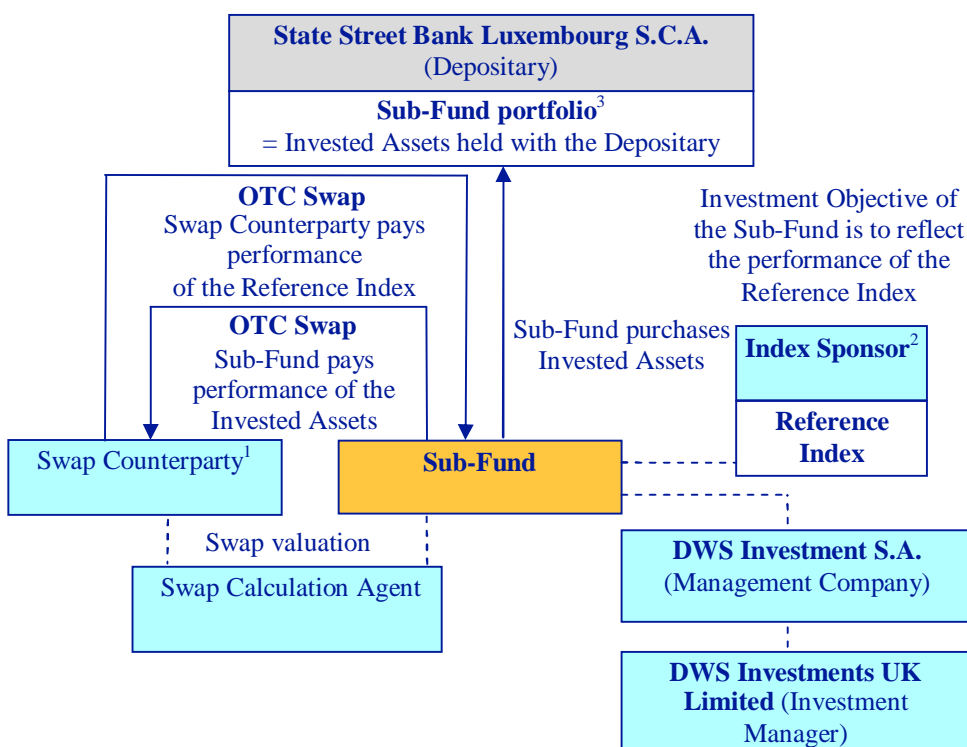 State Street Bank Luxembourg S.C.A.
(Depositary)
Sub-Fund portfolio³
= Invested Assets held with the Depositary
OTC Swap
Swap Counterparty pays
performance
of the Reference Index
OTC Swap
Sub-Fund pays
performance of the
Invested Assets
Sub-Fund purchases
Invested Assets
Investment Objective of
the Sub-Fund is to reflect
the performance of the
Reference Index
Index Sponsor²
Reference
Index
Swap Counterparty¹
Sub-Fund
Swap valuation
Swap Calculation Agent
DWS Investment S.A.
(Management Company)
DWS Investments UK
Limited (Investment
Manager)